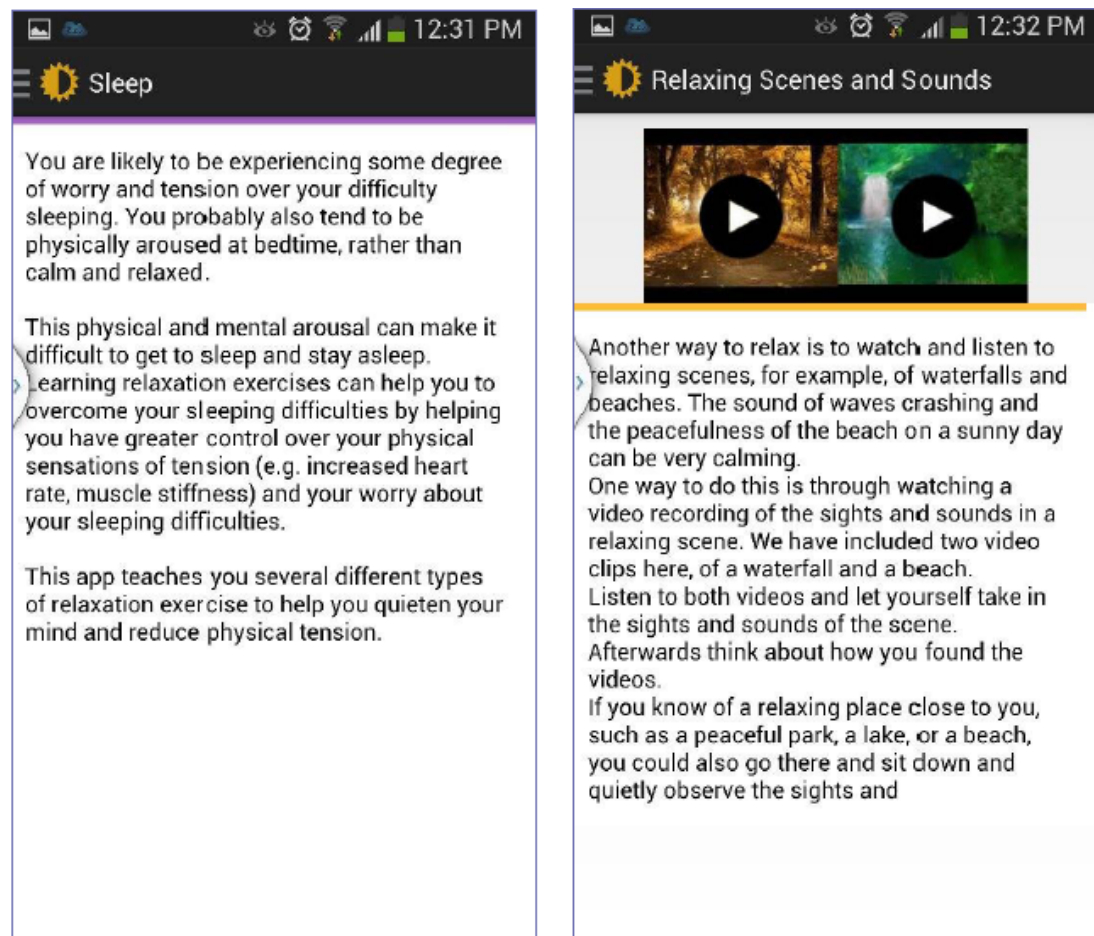 12:31 PM
Sleep
You are likely to be experiencing some degree
of worry and tension over your difficulty
sleeping. You probably also tend to be
physically aroused at bedtime, rather than
calm and relaxed.
This physical and mental arousal can make it
difficult to get to sleep and stay asleep.
Learning relaxation exercises can help you to
overcome your sleeping difficulties by helping
you have greater control over your physical
sensations of tension (e.g. increased heart
rate, muscle stiffness) and your worry about
your sleeping difficulties.
This app teaches you several different types
of relaxation exercise to help you quieten your
mind and reduce physical tension.
12:32 PM
Relaxing Scenes and Sounds
Another way to relax is to watch and listen to
relaxing scenes, for example, of waterfalls and
beaches. The sound of waves crashing and
the peacefulness of the beach on a sunny day
can be very calming.
One way to do this is through watching a
video recording of the sights and sounds in a
relaxing scene. We have included two video
clips here, of a waterfall and a beach.
Listen to both videos and let yourself take in
the sights and sounds of the scene.
Afterwards think about how you found the
videos.
If you know of a relaxing place close to you,
such as a peaceful park, a lake, or a beach,
you could also go there and sit down and
quietly observe the sights and